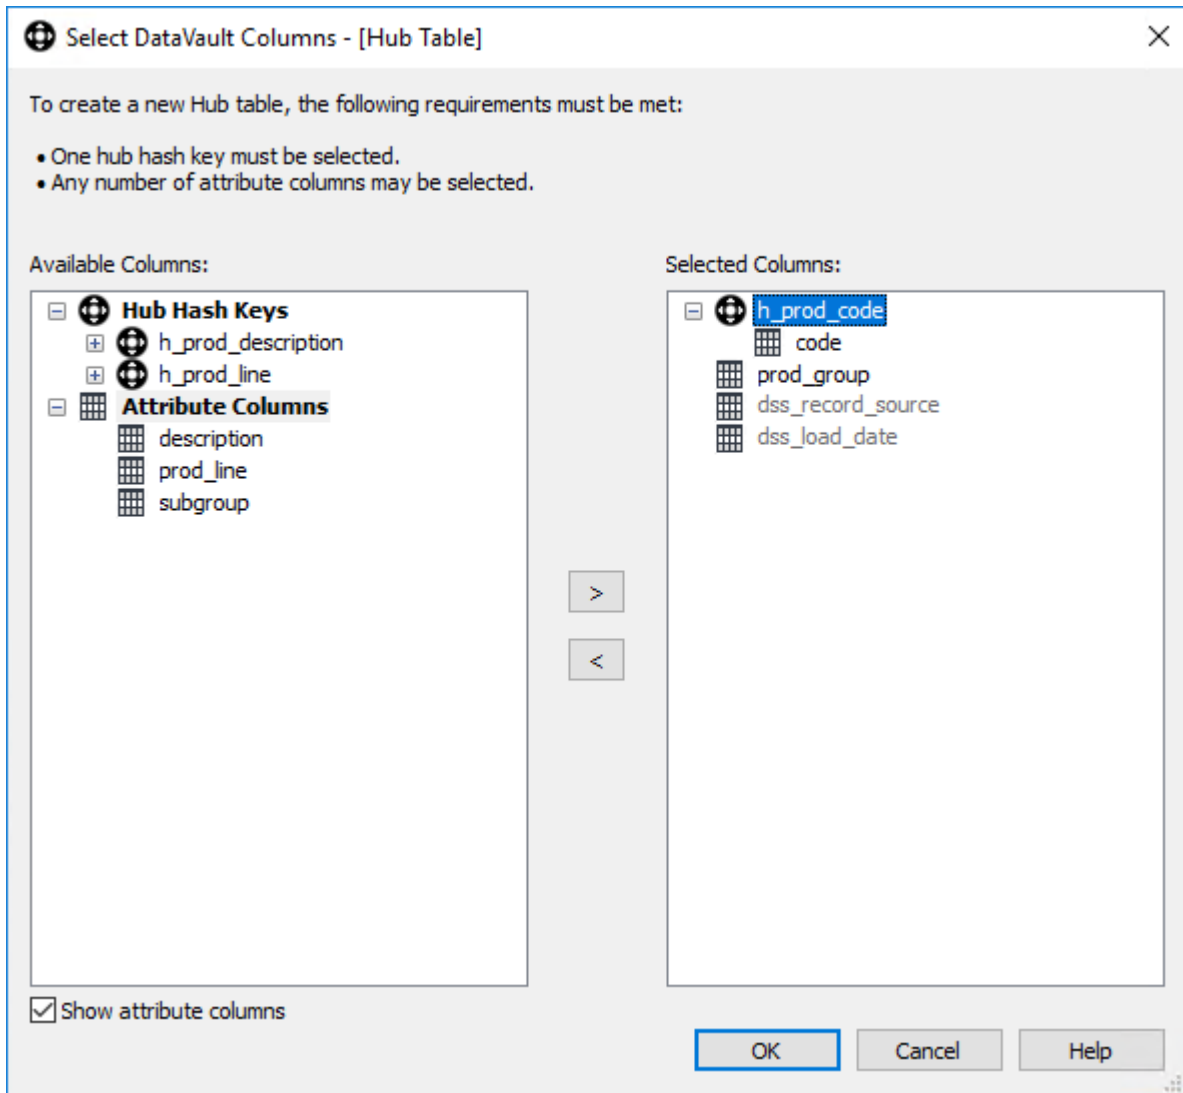 Select DataVault Columns - [Hub Table]
To create a new Hub table, the following requirements must be met:
• One hub hash key must be selected.
• Any number of attribute columns may be selected.
Available Columns:
Hub Hash Keys
h_prod_description
h_prod_line
Attribute Columns
description
prod_line
subgroup
>
<
Selected Columns:
h_prod_code
code
prod_group
dss_record_source
dss_load_date
Show attribute columns
OK
Cancel
Help